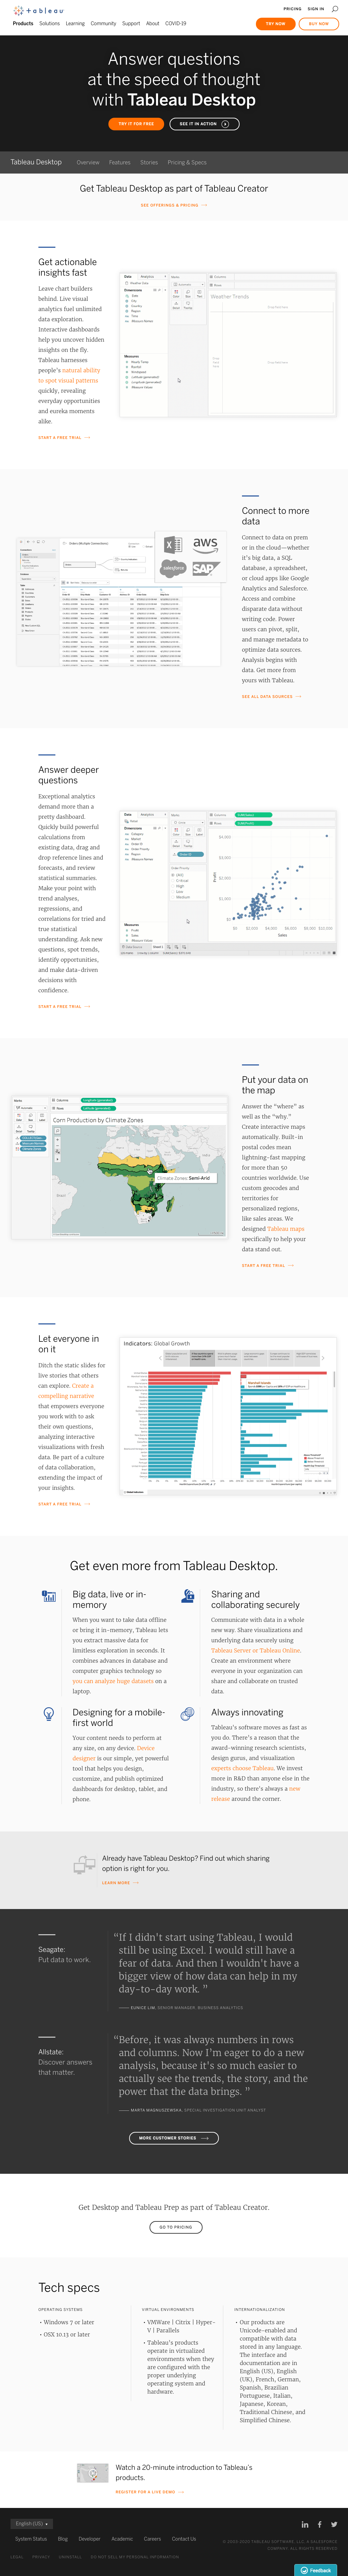 tableau
PRICING SIGN IN
Products Solutions Learning Community Support About COVID-19
TRY NOW BUY NOW
Answer questions
at the speed of thought
with Tableau Desktop
TRY IT FOR FREE SEE IT IN ACTION
Tableau Desktop Overview Features Stories Pricing & Specs
Get Tableau Desktop as part of Tableau Creator
SEE OFFERINGS & PRICING
Get actionable
insights fast
Leave chart builders
behind. Live visual
analytics fuel unlimited
data exploration.
Interactive dashboards
help you uncover hidden
insights on the fly.
Tableau harnesses
people's natural ability
to spot visual patterns
quickly, revealing
everyday opportunities
and eureka moments
alike.
START A FREE TRIAL
Weather Trends
Connect to more
data
Connect to data on prem
or in the cloud—whether
it's big data, a SQL
database, a spreadsheet,
or cloud apps like Google
Analytics and Salesforce.
Access and combine
disparate data without
writing code. Power
users can pivot, split,
and manage metadata to
optimize data sources.
Analysis begins with
data. Get more from
yours with Tableau.
SEE ALL DATA SOURCES
aws
salesforce
SAP
Answer deeper
questions
Exceptional analytics
demand more than a
pretty dashboard.
Quickly build powerful
calculations from
existing data, drag and
drop reference lines and
forecasts, and review
statistical summaries.
Make your point with
trend analyses,
regressions, and
correlations for tried and
true statistical
understanding. Ask new
questions, spot trends,
identify opportunities,
and make data-driven
decisions with
confidence.
START A FREE TRIAL
Profit
Sales
Put your data on
the map
Answer the “where” as
well as the “why.”
Create interactive maps
automatically. Built-in
postal codes mean
lightning-fast mapping
for more than 50
countries worldwide. Use
custom geocodes and
territories for
personalized regions,
like sales areas. We
designed Tableau maps
specifically to help your
data stand out.
START A FREE TRIAL
Corn Production by Climate Zones
Climate Zones: Semi-Arid
Let everyone in
on it
Ditch the static slides for
live stories that others
can explore. Create a
compelling narrative
that empowers everyone
you work with to ask
their own questions,
analyzing interactive
visualizations with fresh
data. Be part of a culture
of data collaboration,
extending the impact of
your insights.
START A FREE TRIAL
Indicators: Global Growth
Get even more from Tableau Desktop.
Big data, live or in-
memory
When you want to take data offline
or bring it in-memory, Tableau lets
you extract massive data for
limitless exploration in seconds. It
combines advances in database and
computer graphics technology so
you can analyze huge datasets on a
laptop.
Sharing and
collaborating securely
Communicate with data in a whole
new way. Share visualizations and
underlying data securely using
Tableau Server or Tableau Online.
Create an environment where
everyone in your organization can
share and collaborate on trusted
data.
Designing for a mobile-
first world
Your content needs to perform at
any size, on any device. Device
designer is our simple, yet powerful
tool that helps you design,
customize, and publish optimized
dashboards for desktop, tablet, and
phone.
Always innovating
Tableau's software moves as fast as
you do. There's a reason that the
award-winning research scientists,
design gurus, and visualization
experts choose Tableau. We invest
more in R&D than anyone else in the
industry, so there's always a new
release around the corner.
Already have Tableau Desktop? Find out which sharing
option is right for you.
LEARN MORE
Seagate:
Put data to work.
“If I didn't start using Tableau, I would
still be using Excel. I would still have a
fear of data. And then I wouldn't have a
bigger view of how data can help in my
day-to-day work. ”
EUNICE LIM, SENIOR MANAGER, BUSINESS ANALYTICS
Allstate:
Discover answers
that matter.
“Before, it was always numbers in rows
and columns. Now I'm eager to do a new
analysis, because it's so much easier to
actually see the trends, the story, and the
power that the data brings. ”
MARTA MAGNUSZEWSKA, SPECIAL INVESTIGATION UNIT ANALYST
MORE CUSTOMER STORIES
Get Desktop and Tableau Prep as part of Tableau Creator.
GO TO PRICING
Tech specs
OPERATING SYSTEMS
• Windows 7 or later
• OSX 10.13 or later
VIRTUAL ENVIRONMENTS
• VMWare | Citrix | Hyper-
V | Parallels
• Tableau's products
operate in virtualized
environments when they
are configured with the
proper underlying
operating system and
hardware.
INTERNATIONALIZATION
• Our products are
Unicode-enabled and
compatible with data
stored in any language.
The interface and
documentation are in
English (US), English
(UK), French, German,
Spanish, Brazilian
Portuguese, Italian,
Japanese, Korean,
Traditional Chinese, and
Simplified Chinese.
Watch a 20-minute introduction to Tableau's
products.
REGISTER FOR A LIVE DEMO
English (US)
System Status Blog Developer Academic Careers Contact Us
LEGAL PRIVACY UNINSTALL DO NOT SELL MY PERSONAL INFORMATION
COMPANY. ALL RIGHTS RESERVED
Feedback